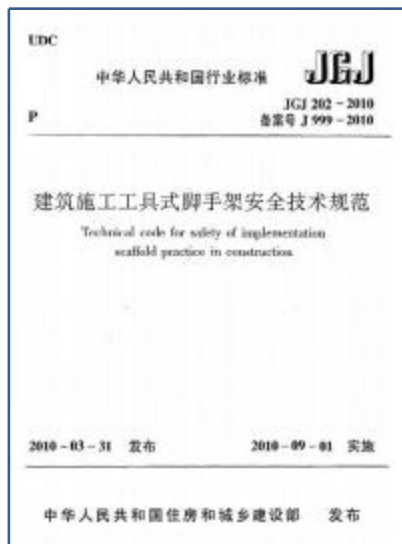 UDC
中华人民共和国行业标准
JGJ
JGJ 202-2010
P
备案号 J 999-2010
建筑施工工具式脚手架安全技术规范
Technical code for safety of implementation
scaffold practice in construction
2010-03-31 发布
2010-09-01 实施
中华人民共和国住房和城乡建设部 发布